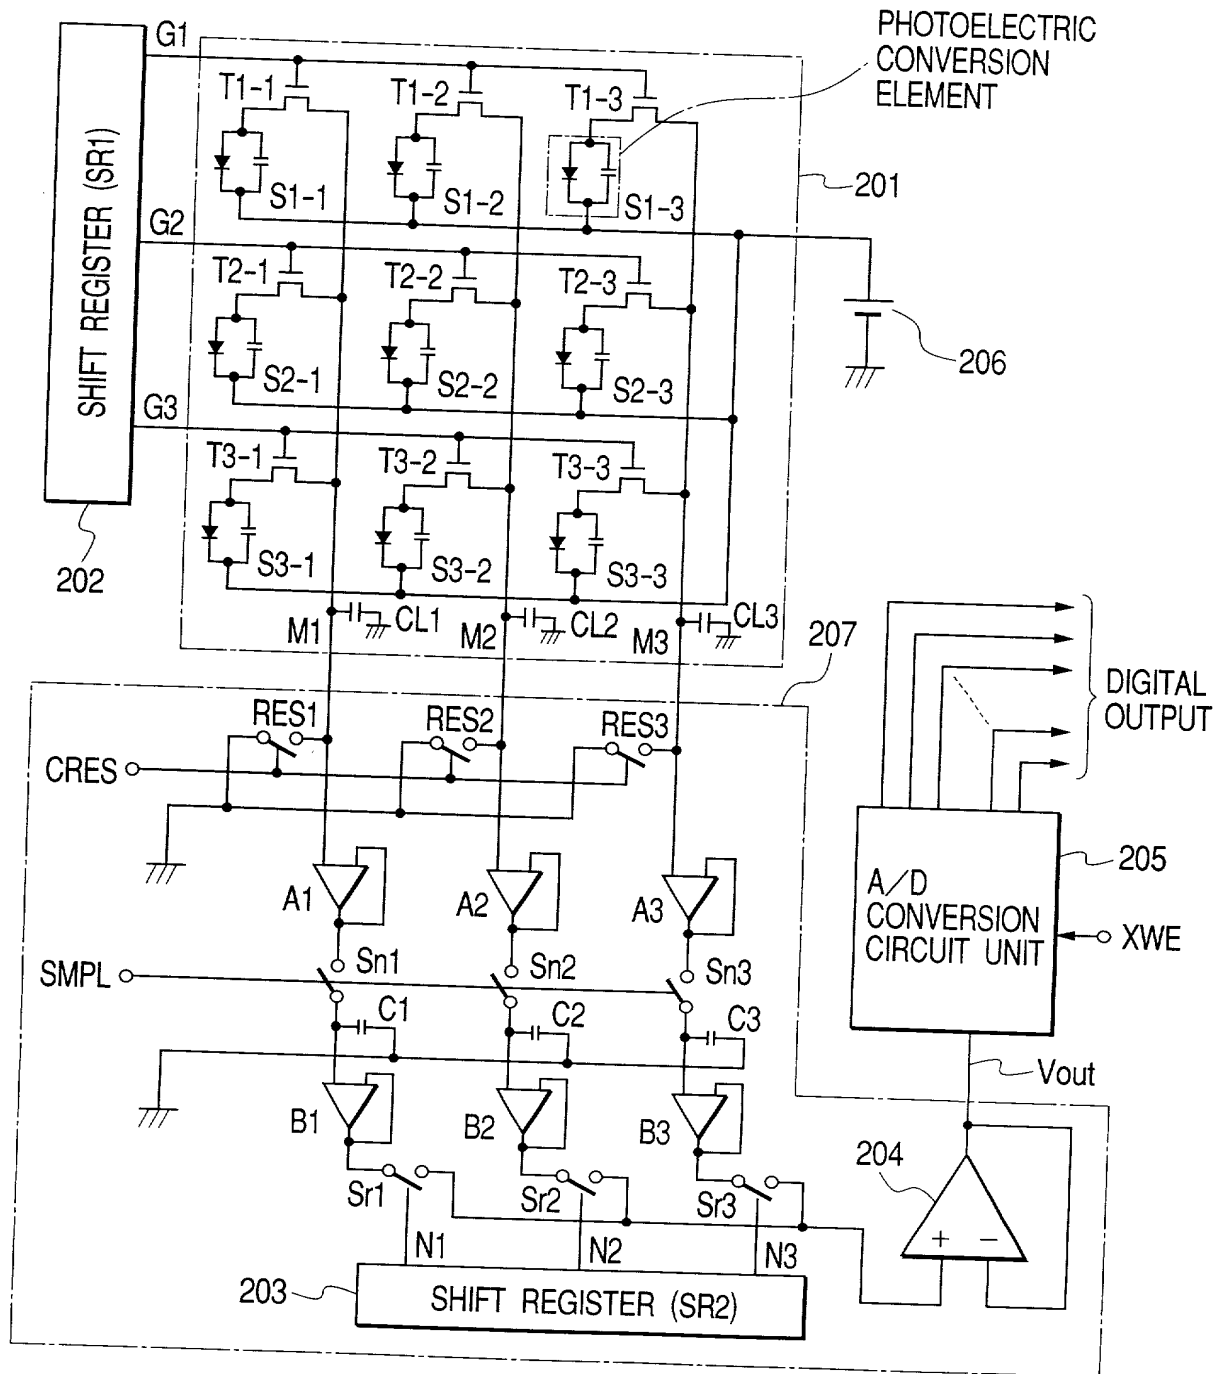 PHOTOELECTRIC
CONVERSION
ELEMENT
G1
T1-1
T1-2
T1-3
SHIFT REGISTER (SR1)
S1-1
S1-2
S1-3
201
G2
T2-1
T2-2
T2-3
206
S2-1
S2-2
S2-3
G3
T3-1
T3-2
T3-3
202
S3-1
S3-2
S3-3
M1
CL1
M2
CL2
M3
CL3
207
DIGITAL
OUTPUT
RES1
RES2
RES3
CRES
205
A1
A2
A3
A/D
CONVERSION
CIRCUIT UNIT
XWE
SMPL
Sn1
Sn2
Sn3
C1
C2
C3
Vout
B1
B2
B3
204
Sr1
Sr2
Sr3
+ −
N1
N2
N3
203
SHIFT REGISTER (SR2)